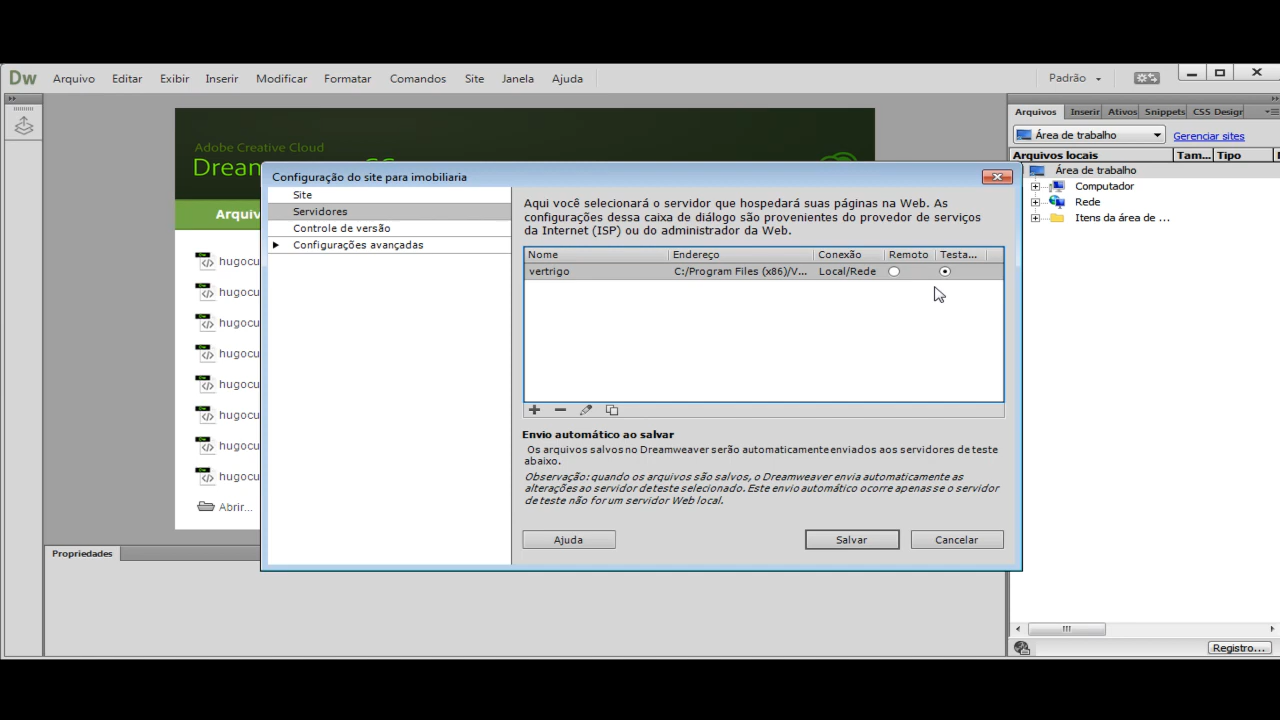 Dw Arquivo Editar Exibir Inserir Modificar Formatar Comandos Site Janela Ajuda Padrão
Arquivos Inserir Ativos Snippets CSS Design
Área de trabalho Gerenciar sites
Arquivos locais Tam... Tipo
Área de trabalho
Computador
Rede
Itens da área de ...
Adobe Creative Cloud
Configuração do site para imobiliaria
Site
Servidores
Controle de versão
Configurações avançadas
Aqui você selecionará o servidor que hospedará suas páginas na Web. As
configurações dessa caixa de diálogo são provenientes do provedor de serviços
da Internet (ISP) ou do administrador da Web.
Nome Endereço Conexão Remoto Testa...
vertrigo C:/Program Files (x86)/V... Local/Rede
Envio automático ao salvar
Os arquivos salvos no Dreamweaver serão automaticamente enviados aos servidores de teste
abaixo.
Observação: quando os arquivos são salvos, o Dreamweaver envia automaticamente as
alterações ao servidor de teste selecionado. Este envio automático ocorre apenas se o servidor
de teste não for um servidor Web local.
Ajuda Salvar Cancelar
Arquiv
hugocu
hugocu
hugocu
hugocu
hugocu
hugocu
hugocu
hugocu
Abrir...
Propriedades
Registro...